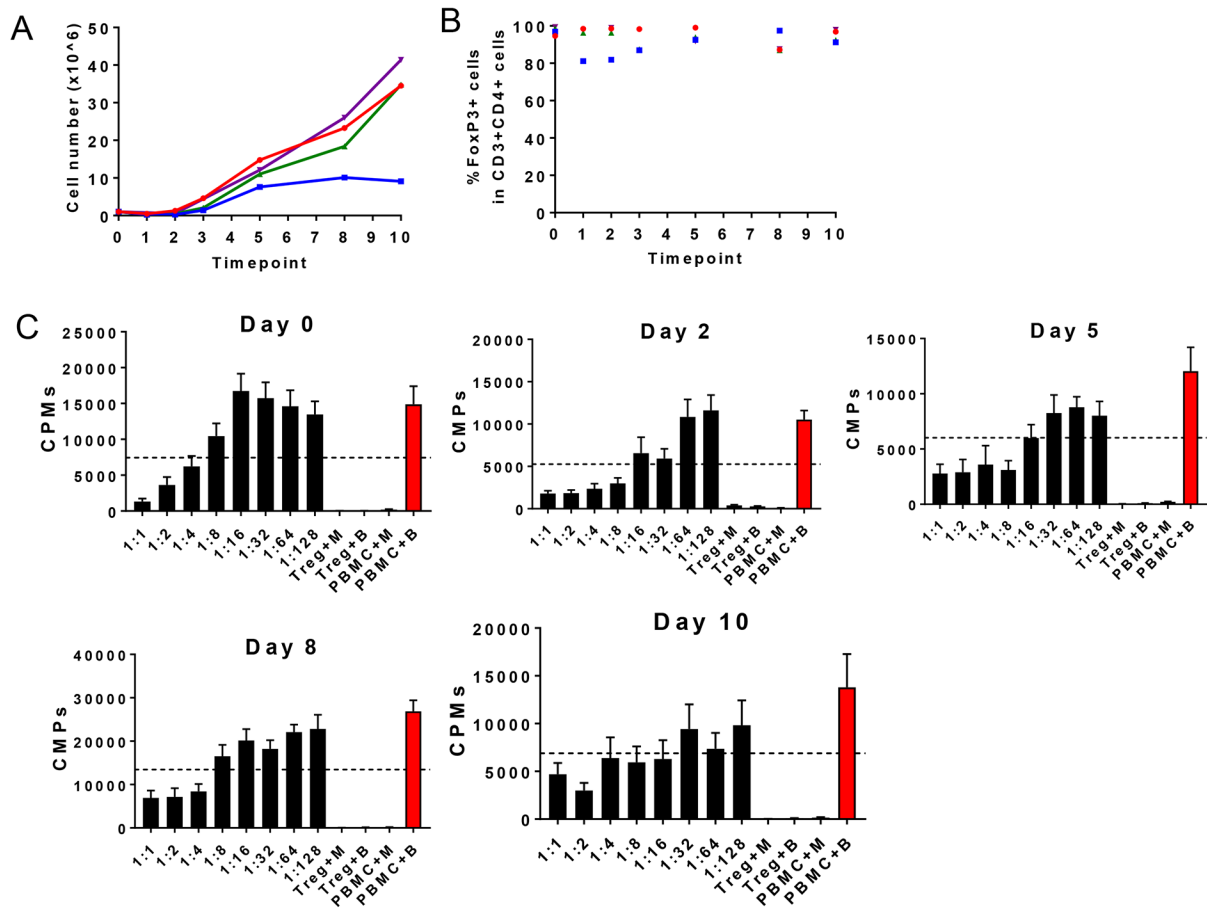 A
Cell number (x10^6)
50
40
30
20
10
0
0 1 2 3 4 5 6 7 8 9 10
Timepoint
B
%FoxP3+ cells
in CD3+CD4+ cells
100
80
60
40
20
0
0 1 2 3 4 5 6 7 8 9 10
Timepoint
C
Day 0
CPMs
25000
20000
15000
10000
5000
0
1:1 1:2 1:4 1:8 1:16 1:32 1:64 1:128 Treg+M Treg+B PBMC+M PBMC+B
Day 2
CMPs
20000
15000
10000
5000
0
1:1 1:2 1:4 1:8 1:16 1:32 1:64 1:128 Treg+M Treg+B PBMC+M PBMC+B
Day 5
CMPs
15000
10000
5000
0
1:1 1:2 1:4 1:8 1:16 1:32 1:64 1:128 Treg+M Treg+B PBMC+M PBMC+B
Day 8
CMPs
40000
30000
20000
10000
0
1:1 1:2 1:4 1:8 1:16 1:32 1:64 1:128 Treg+M Treg+B PBMC+M PBMC+B
Day 10
CPMs
20000
15000
10000
5000
0
1:1 1:2 1:4 1:8 1:16 1:32 1:64 1:128 Treg+M Treg+B PBMC+M PBMC+B